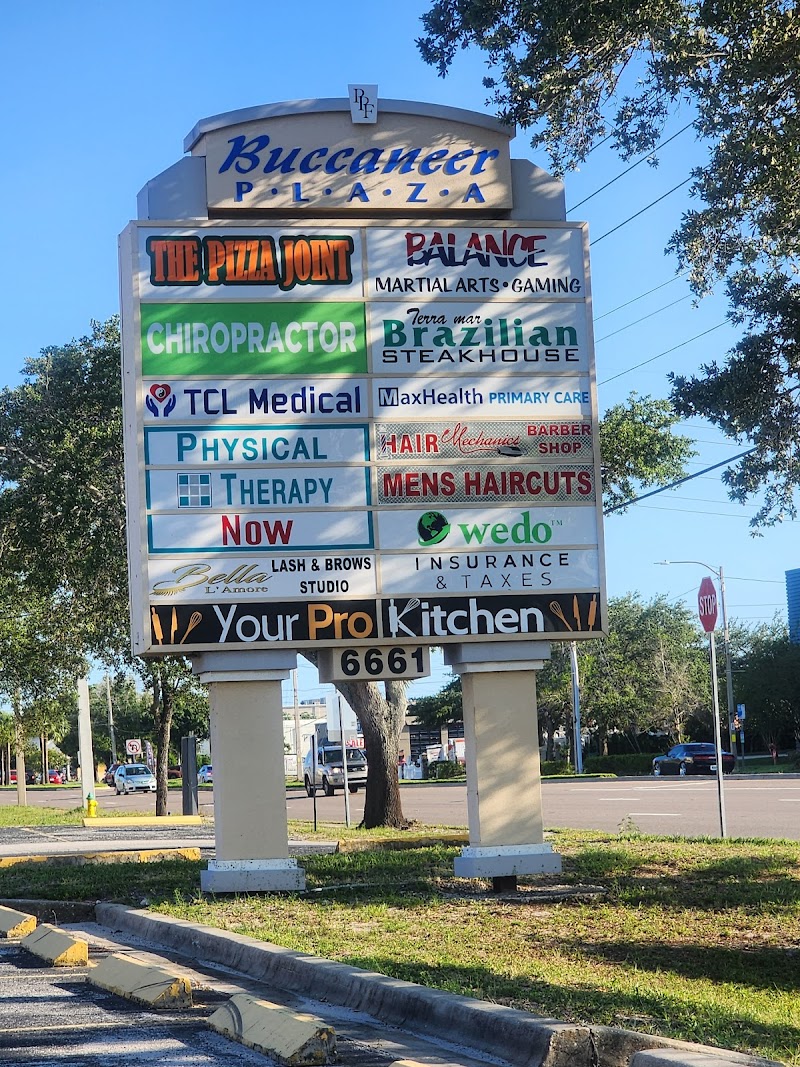 PPF
Buccaneer
P·L·A·Z·A
THE PIZZA JOINT
BALANCE
MARTIAL ARTS • GAMING
CHIROPRACTOR
Terra mar
Brazilian
STEAKHOUSE
TCL Medical
MaxHealth PRIMARY CARE
PHYSICAL
HAIR Mechanics BARBER SHOP
THERAPY
MENS HAIRCUTS
NOW
wedo™
Bella
L'Amore
LASH & BROWS
STUDIO
INSURANCE
& TAXES
Your Pro Kitchen
6661
STOP